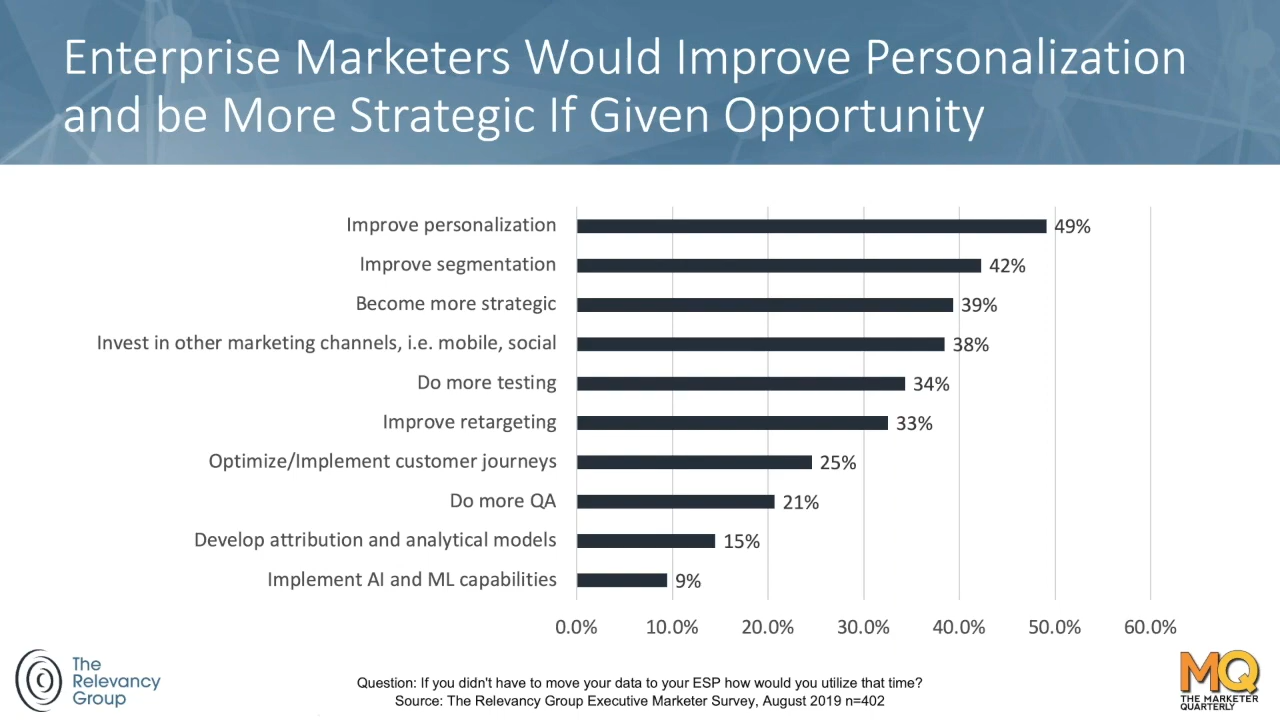 Enterprise Marketers Would Improve Personalization
and be More Strategic If Given Opportunity
Improve personalization 49%
Improve segmentation 42%
Become more strategic 39%
Invest in other marketing channels, i.e. mobile, social 38%
Do more testing 34%
Improve retargeting 33%
Optimize/Implement customer journeys 25%
Do more QA 21%
Develop attribution and analytical models 15%
Implement AI and ML capabilities 9%
0.0% 10.0% 20.0% 30.0% 40.0% 50.0% 60.0%
The
Relevancy
Group
Question: If you didn't have to move your data to your ESP how would you utilize that time?
Source: The Relevancy Group Executive Marketer Survey, August 2019 n=402
MQ
THE MARKETER
QUARTERLY